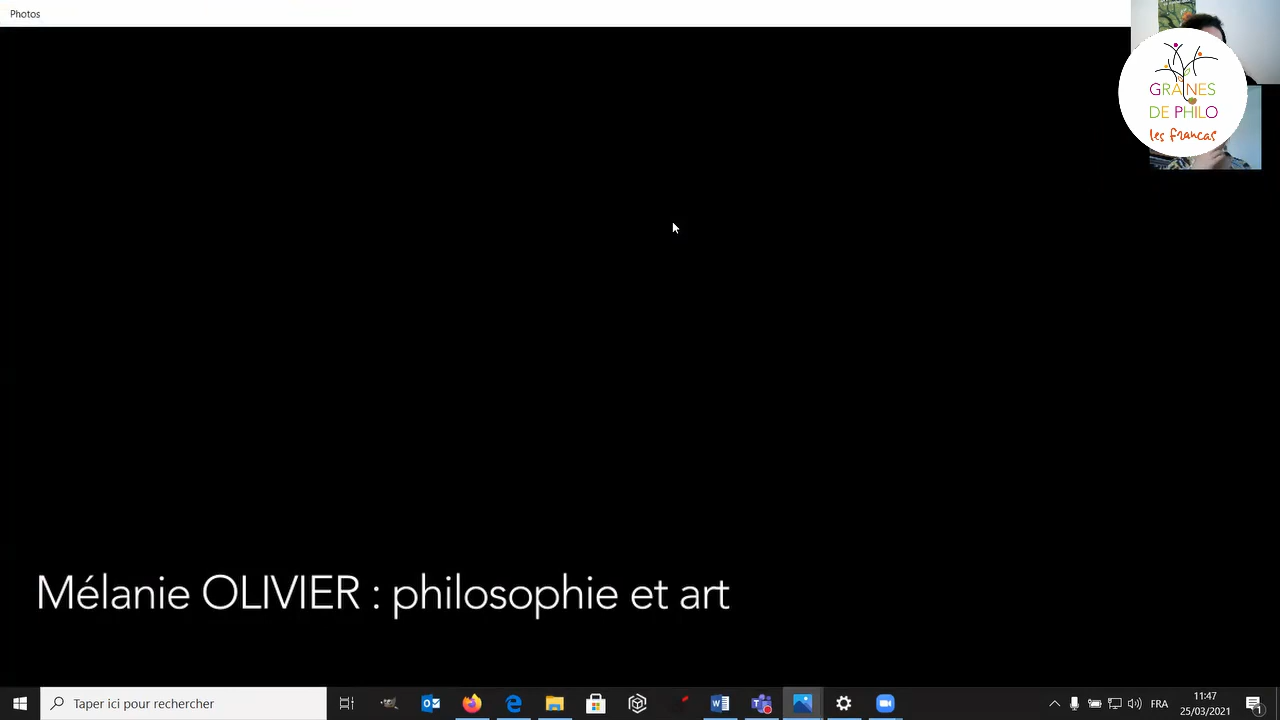 Photos
GRAINES
DE PHILO
les francas
Mélanie OLIVIER : philosophie et art
Taper ici pour rechercher
FRA
11:47
25/03/2021
1